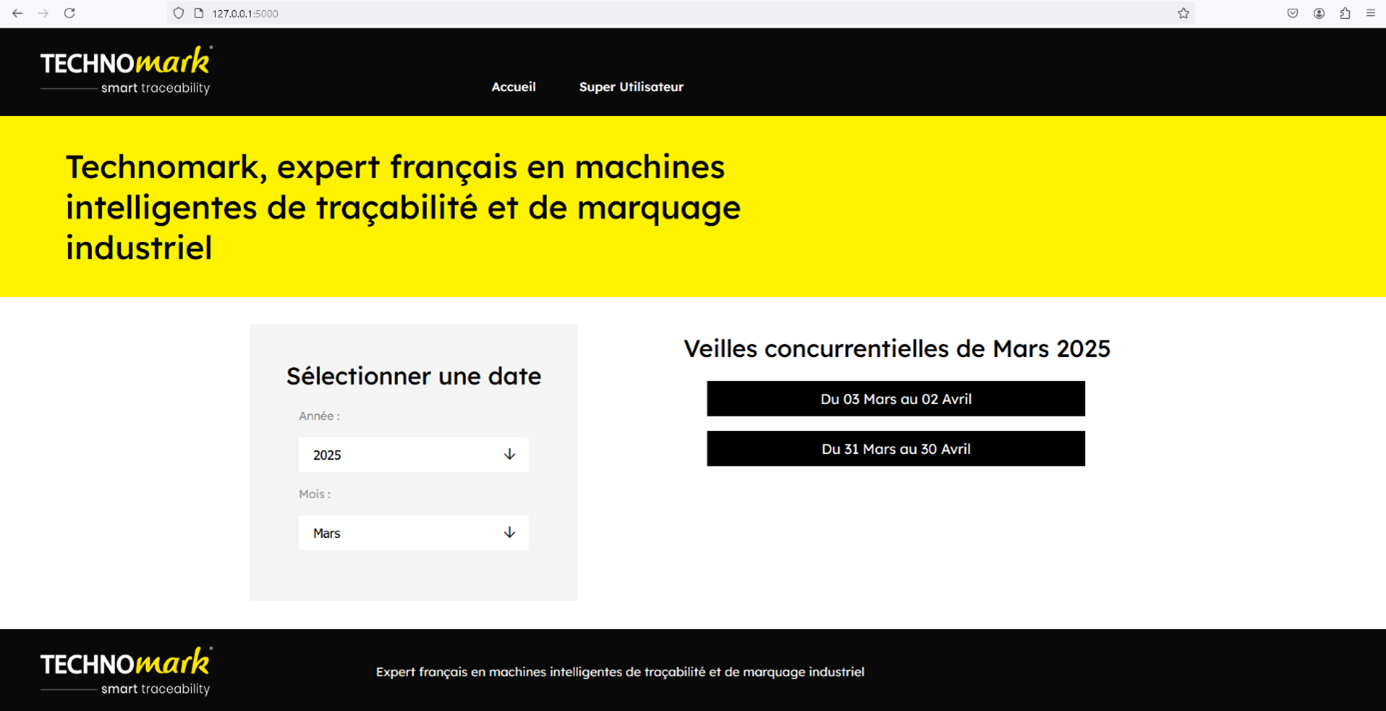 127.0.0.1:5000
TECHNOmark
smart traceability
Accueil
Super Utilisateur
Technomark, expert français en machines
intelligentes de traçabilité et de marquage
industriel
Sélectionner une date
Année :
2025
Mois :
Mars
Veilles concurrentielles de Mars 2025
Du 03 Mars au 02 Avril
Du 31 Mars au 30 Avril
TECHNOmark
smart traceability
Expert français en machines intelligentes de traçabilité et de marquage industriel